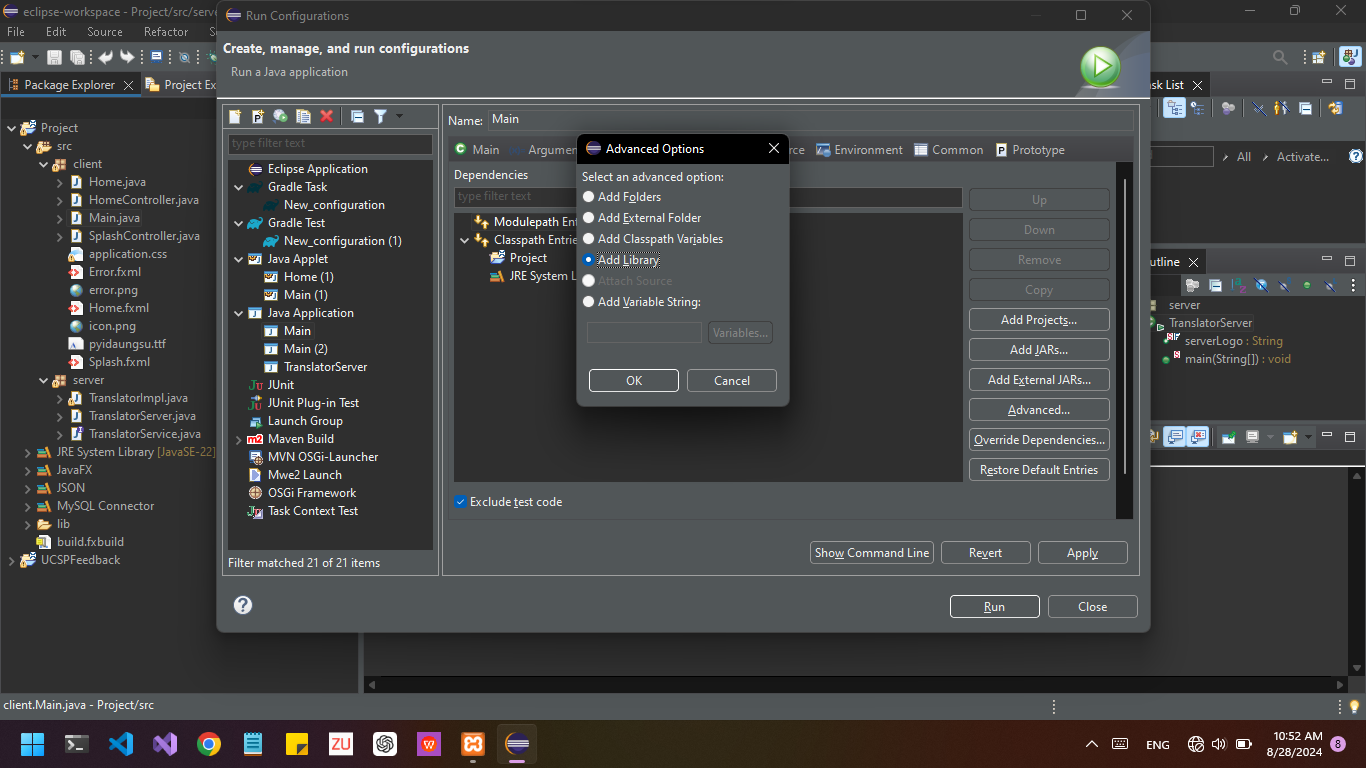 eclipse-workspace - Project/src/serve
Run Configurations
File Edit Source Refactor S
Create, manage, and run configurations
Run a Java application
Package Explorer
Project Ex
ask List
Name: Main
type filter text
Main
Argumen
rce
Environment
Common
Prototype
Advanced Options
Select an advanced option:
Add Folders
Add External Folder
Add Classpath Variables
Add Library
Attach Source
Add Variable String:
Variables...
OK
Cancel
Dependencies
type filter text
Modulepath Ent
Classpath Entrie
Project
JRE System L
Up
Down
Remove
Copy
Add Projects...
Add JARs...
Add External JARs...
Advanced...
Override Dependencies...
Restore Default Entries
Exclude test code
Show Command Line
Revert
Apply
Run
Close
Eclipse Application
Gradle Task
New_configuration
Gradle Test
New_configuration (1)
Java Applet
Home (1)
Main (1)
Java Application
Main
Main (2)
TranslatorServer
JUnit
JUnit Plug-in Test
Launch Group
Maven Build
MVN OSGi-Launcher
Mwe2 Launch
OSGi Framework
Task Context Test
Filter matched 21 of 21 items
Project
src
client
Home.java
HomeController.java
Main.java
SplashController.java
application.css
Error.fxml
error.png
Home.fxml
icon.png
pyidaungsu.ttf
Splash.fxml
server
TranslatorImpl.java
TranslatorServer.java
TranslatorService.java
JRE System Library [JavaSE-22]
JavaFX
JSON
MySQL Connector
lib
build.fxbuild
UCSPFeedback
All
Activate...
utline
server
TranslatorServer
serverLogo : String
main(String[]) : void
client.Main.java - Project/src
ZU
ENG
10:52 AM
8/28/2024
8